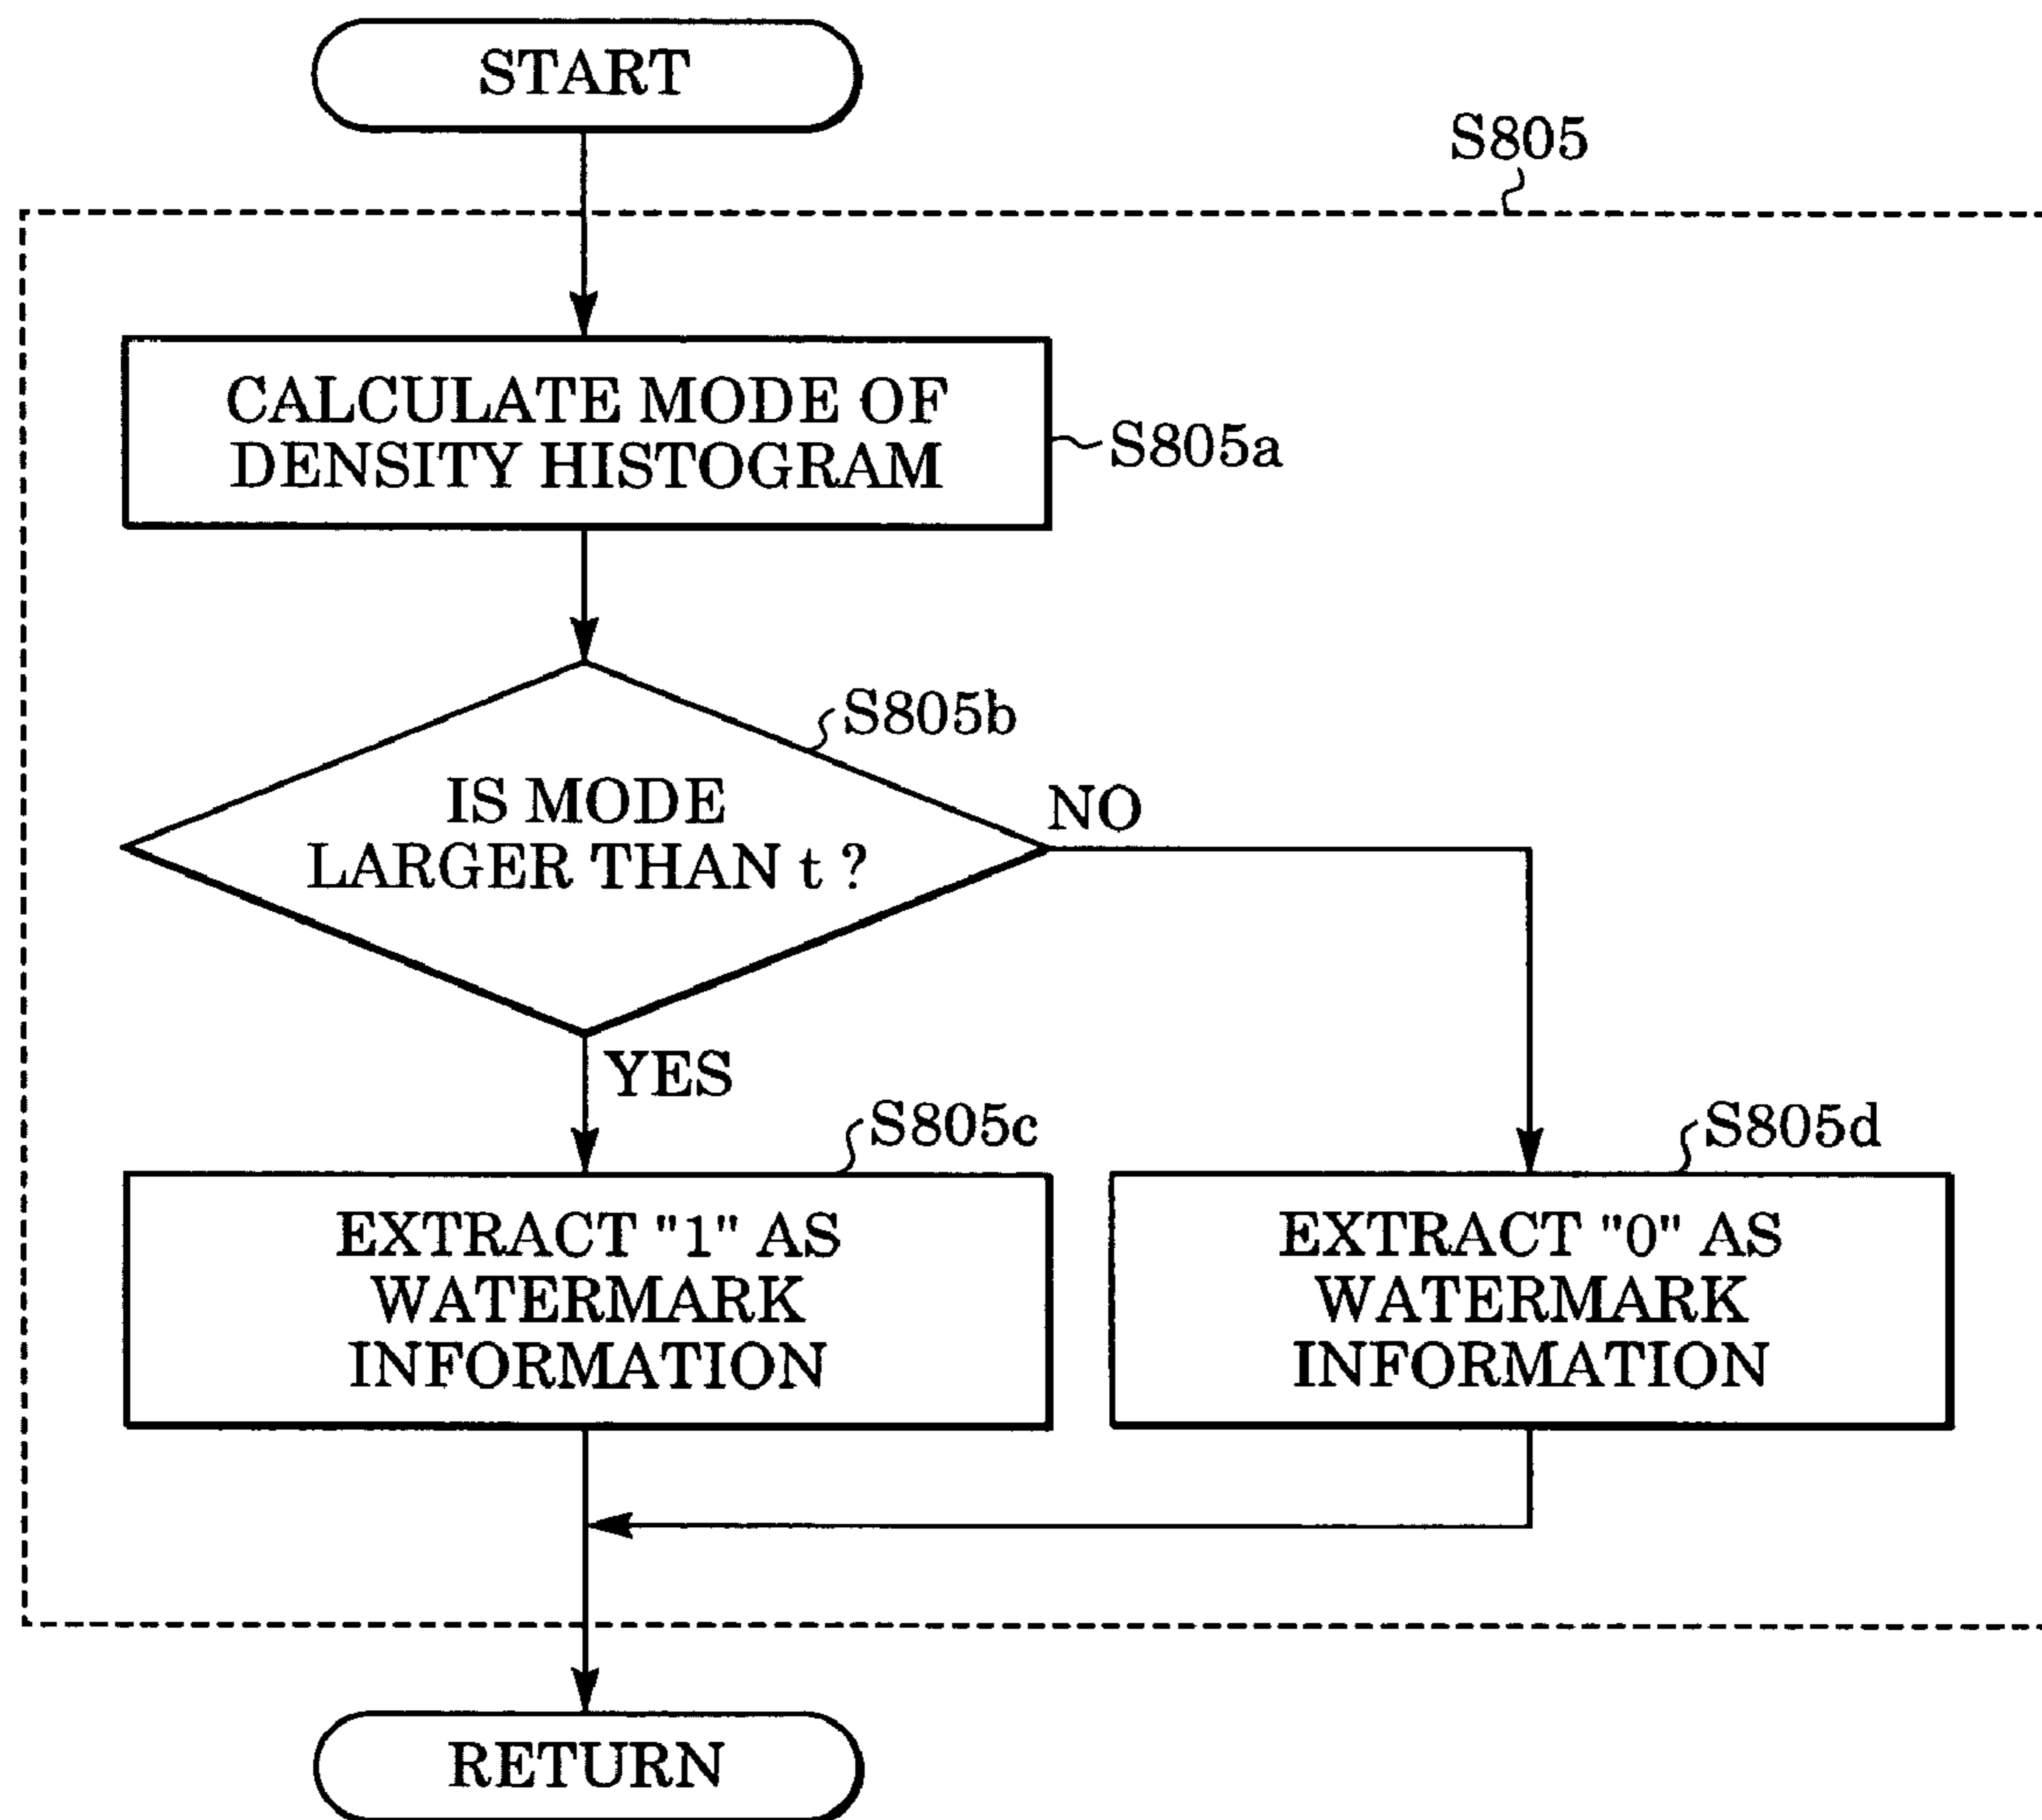 START
S805
CALCULATE MODE OF
DENSITY HISTOGRAM
S805a
S805b
IS MODE
LARGER THAN t ?
NO
YES
S805c
S805d
EXTRACT "1" AS
WATERMARK
INFORMATION
EXTRACT "0" AS
WATERMARK
INFORMATION
RETURN